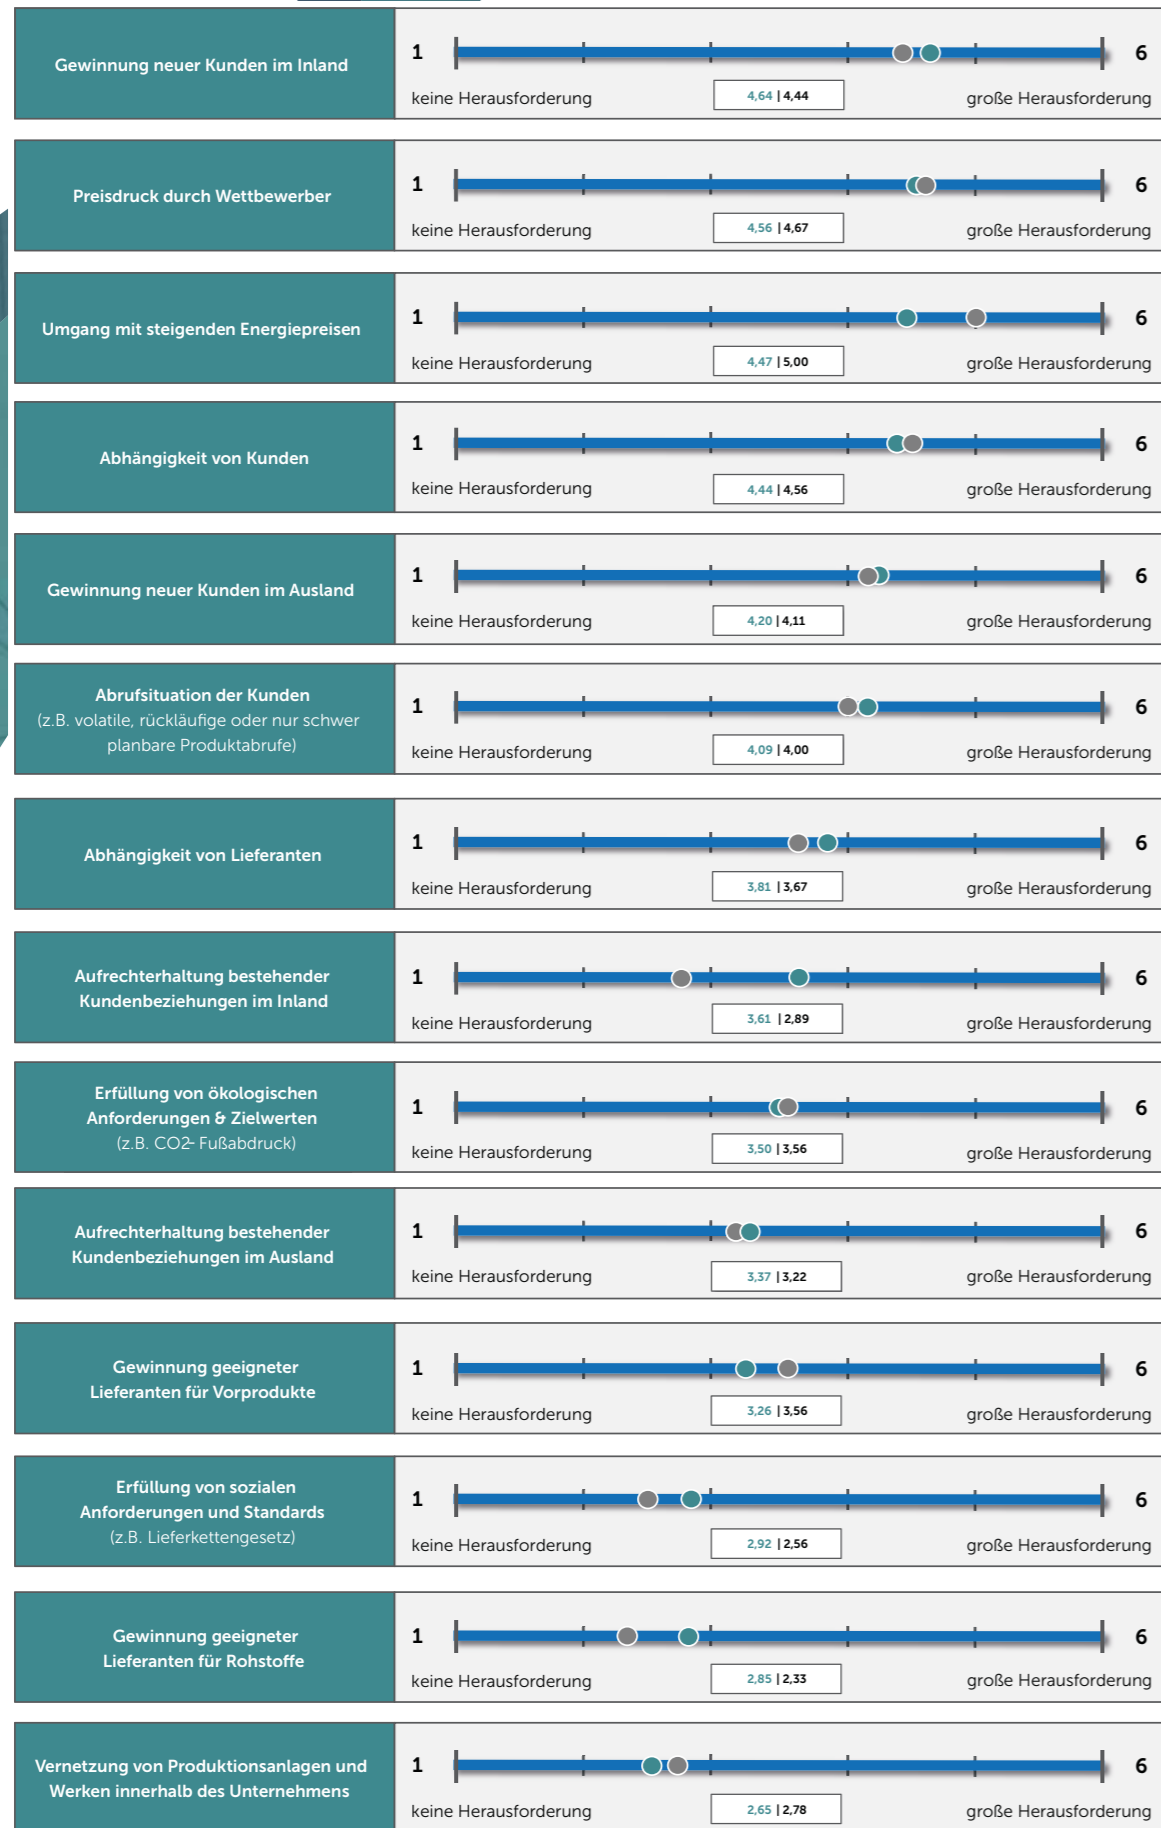 Gewinnung neuer Kunden im Inland
1
6
keine Herausforderung
4,64 | 4,44
große Herausforderung
Preisdruck durch Wettbewerber
1
6
keine Herausforderung
4,56 | 4,67
große Herausforderung
Umgang mit steigenden Energiepreisen
1
6
keine Herausforderung
4,47 | 5,00
große Herausforderung
Abhängigkeit von Kunden
1
6
keine Herausforderung
4,44 | 4,56
große Herausforderung
Gewinnung neuer Kunden im Ausland
1
6
keine Herausforderung
4,20 | 4,11
große Herausforderung
Abrufsituation der Kunden
(z.B. volatile, rückläufige oder nur schwer
planbare Produktabrufe)
1
6
keine Herausforderung
4,09 | 4,00
große Herausforderung
Abhängigkeit von Lieferanten
1
6
keine Herausforderung
3,81 | 3,67
große Herausforderung
Aufrechterhaltung bestehender
Kundenbeziehungen im Inland
1
6
keine Herausforderung
3,61 | 2,89
große Herausforderung
Erfüllung von ökologischen
Anforderungen & Zielwerten
(z.B. CO2- Fußabdruck)
1
6
keine Herausforderung
3,50 | 3,56
große Herausforderung
Aufrechterhaltung bestehender
Kundenbeziehungen im Ausland
1
6
keine Herausforderung
3,37 | 3,22
große Herausforderung
Gewinnung geeigneter
Lieferanten für Vorprodukte
1
6
keine Herausforderung
3,26 | 3,56
große Herausforderung
Erfüllung von sozialen
Anforderungen und Standards
(z.B. Lieferkettengesetz)
1
6
keine Herausforderung
2,92 | 2,56
große Herausforderung
Gewinnung geeigneter
Lieferanten für Rohstoffe
1
6
keine Herausforderung
2,85 | 2,33
große Herausforderung
Vernetzung von Produktionsanlagen und
Werken innerhalb des Unternehmens
1
6
keine Herausforderung
2,65 | 2,78
große Herausforderung